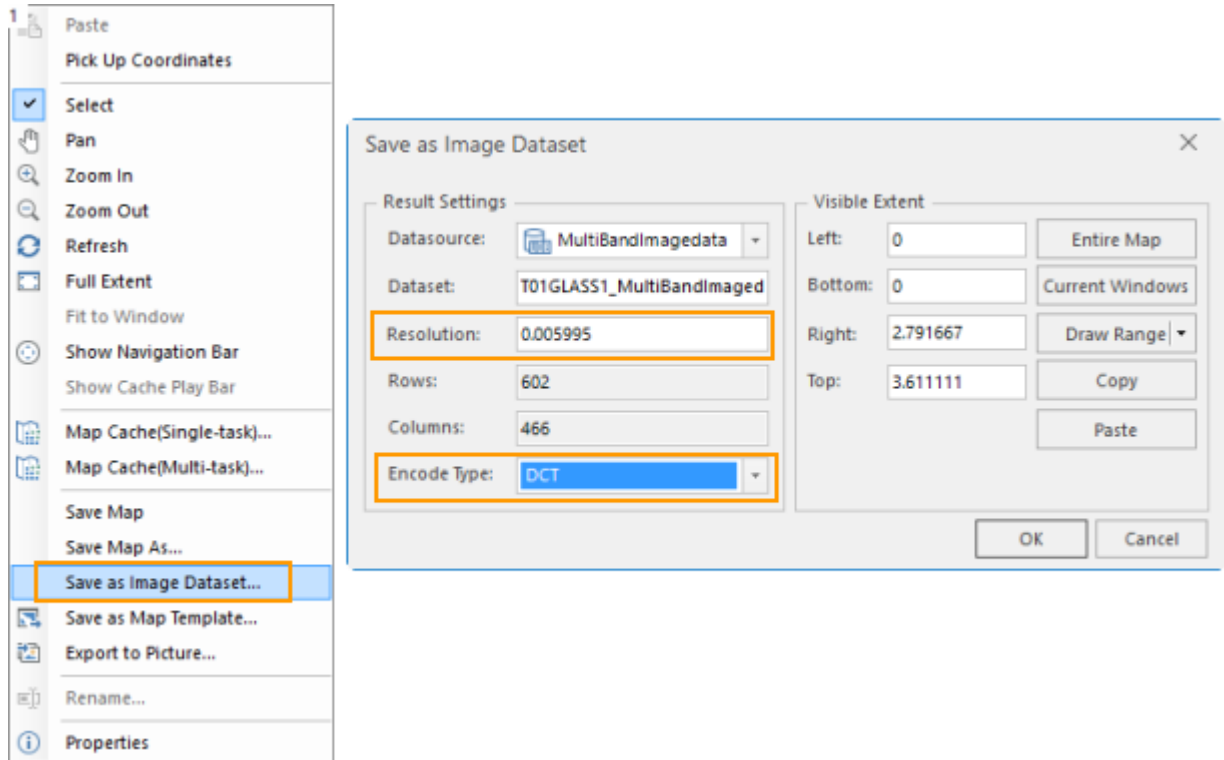 1
Paste
Pick Up Coordinates
Select
Pan
Zoom In
Zoom Out
Refresh
Full Extent
Fit to Window
Show Navigation Bar
Show Cache Play Bar
Map Cache(Single-task)...
Map Cache(Multi-task)...
Save Map
Save Map As...
Save as Image Dataset...
Save as Map Template...
Export to Picture...
Rename...
Properties
Save as Image Dataset
Result Settings
Datasource: MultiBandImagedata
Dataset: T01GLASS1_MultiBandImaged
Resolution: 0.005995
Rows: 602
Columns: 466
Encode Type: DCT
Visible Extent
Left: 0 Entire Map
Bottom: 0 Current Windows
Right: 2.791667 Draw Range
Top: 3.611111 Copy
Paste
OK Cancel